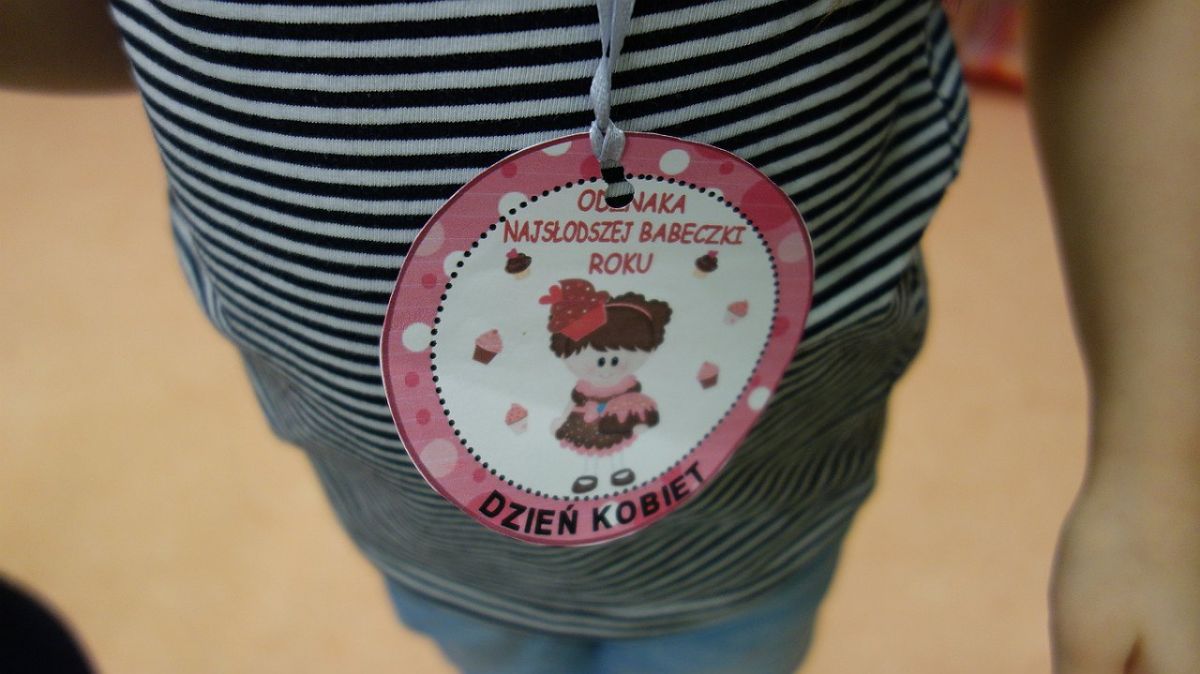 ODZNAKA
NAJSŁODSZEJ BABECZKI
ROKU
DZIEŃ KOBIET